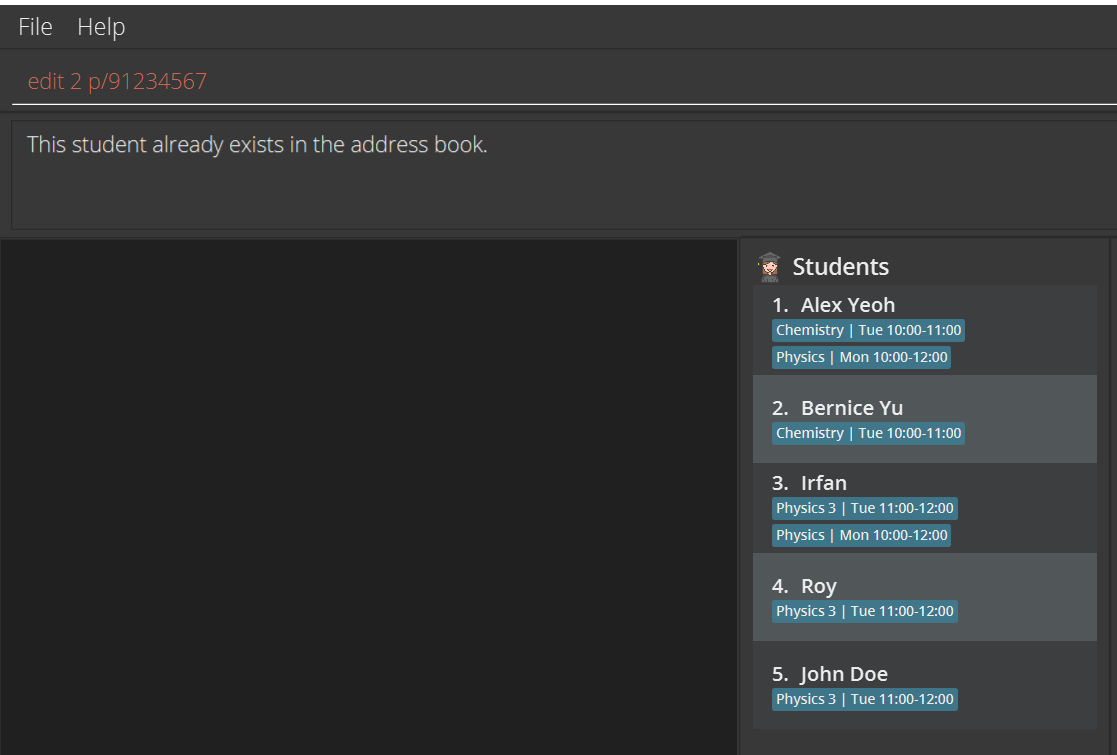 File Help
edit 2 p/91234567
This student already exists in the address book.
Students
1. Alex Yeoh
Chemistry | Tue 10:00-11:00
Physics | Mon 10:00-12:00
2. Bernice Yu
Chemistry | Tue 10:00-11:00
3. Irfan
Physics 3 | Tue 11:00-12:00
Physics | Mon 10:00-12:00
4. Roy
Physics 3 | Tue 11:00-12:00
5. John Doe
Physics 3 | Tue 11:00-12:00